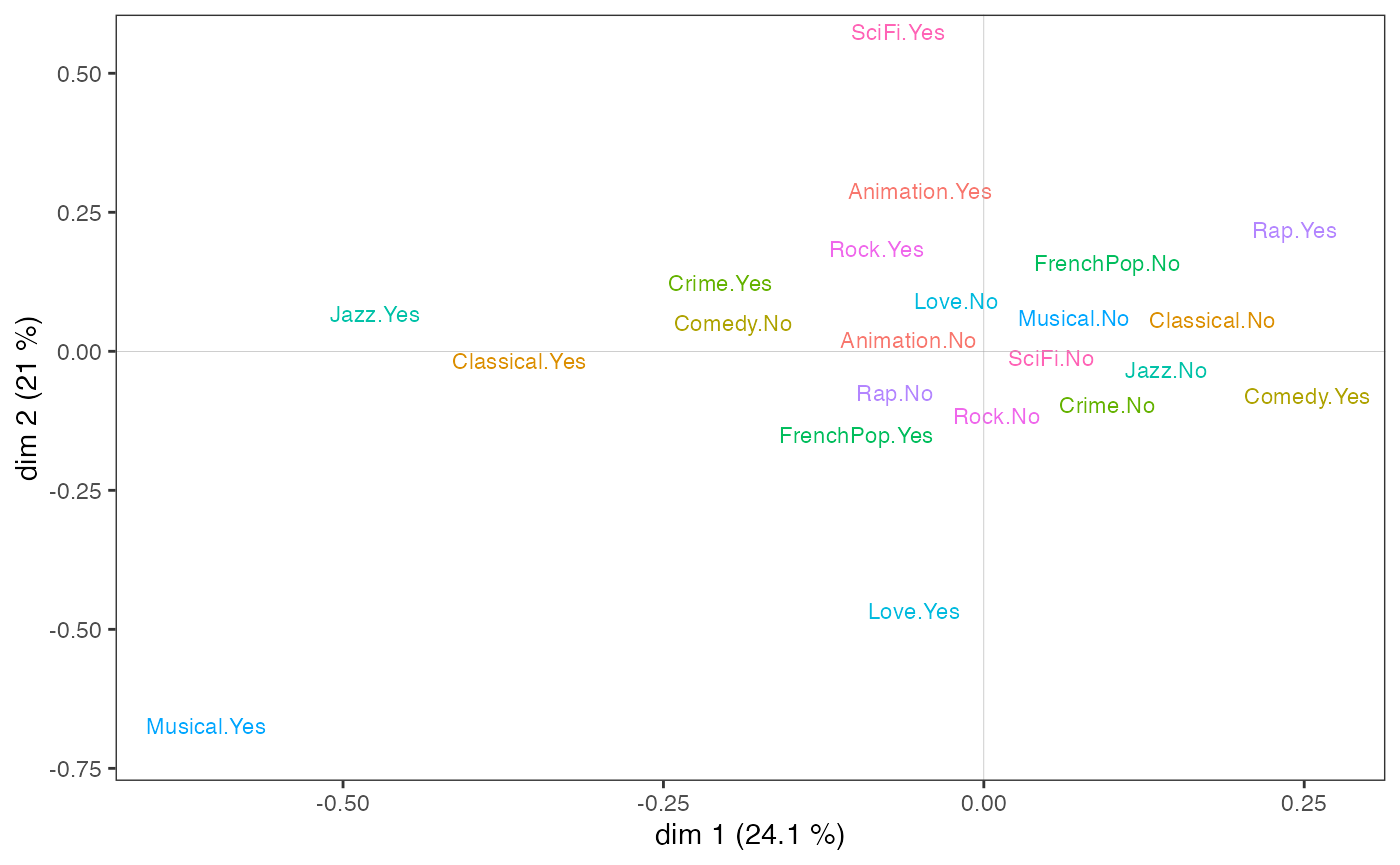 SciFi.Yes
0.50
Animation.Yes
0.25
Rap.Yes
Rock.Yes
FrenchPop.No
Crime.Yes
Love.No
Jazz.Yes
Musical.No
Classical.No
Comedy.No
Animation.No
0.00
SciFi.No
Classical.Yes
Jazz.No
Rap.No
Comedy.Yes
Crime.No
Rock.No
FrenchPop.Yes
-0.25
Love.Yes
-0.50
Musical.Yes
-0.75
dim 2 (21 %)
-0.50 -0.25 0.00 0.25
dim 1 (24.1 %)